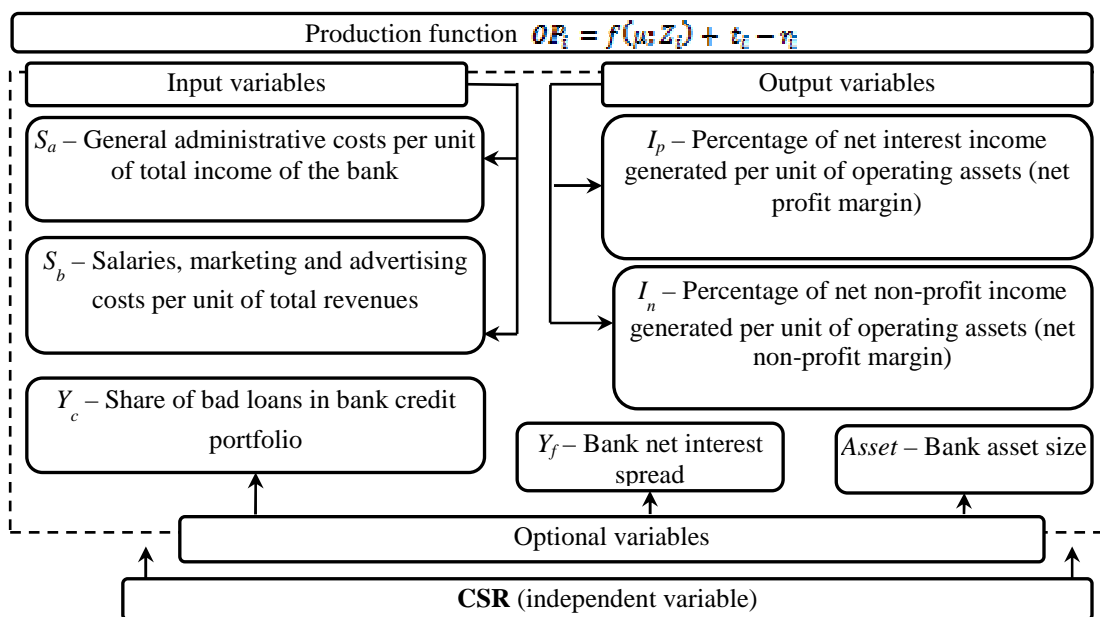 Production function OP_i = f(μ; Z_i) + t_i − r_i
Input variables
Output variables
S_a – General administrative costs per unit
of total income of the bank
I_p – Percentage of net interest income
generated per unit of operating assets (net
profit margin)
S_b – Salaries, marketing and advertising
costs per unit of total revenues
I_n – Percentage of net non-profit income
generated per unit of operating assets (net
non-profit margin)
Y_c – Share of bad loans in bank credit
portfolio
Y_f – Bank net interest
spread
Asset – Bank asset size
Optional variables
CSR (independent variable)